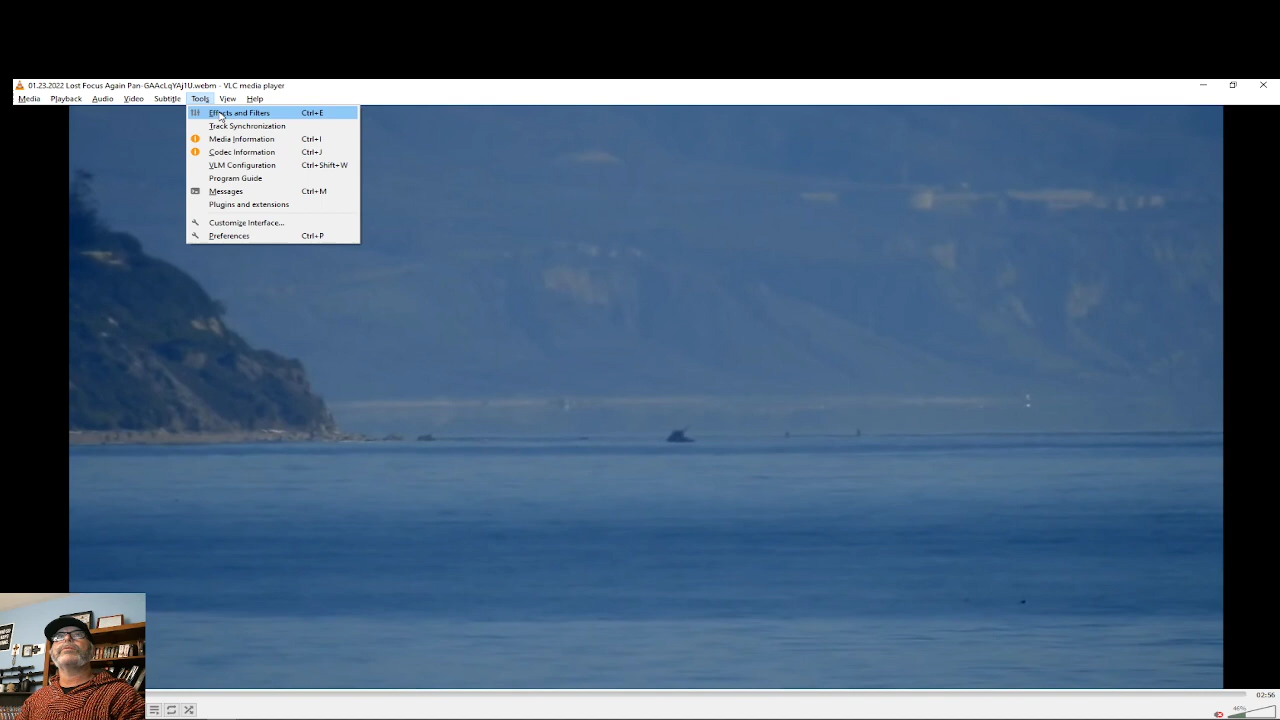 01.23.2022 Lost Focus Again Pan-GAAcLqYAj1U.webm - VLC media player
Media Playback Audio Video Subtitle Tools View Help
Effects and Filters Ctrl+E
Track Synchronization
Media Information Ctrl+I
Codec Information Ctrl+J
VLM Configuration Ctrl+Shift+W
Program Guide
Messages Ctrl+M
Plugins and extensions
Customize Interface...
Preferences Ctrl+P
02:56
46%